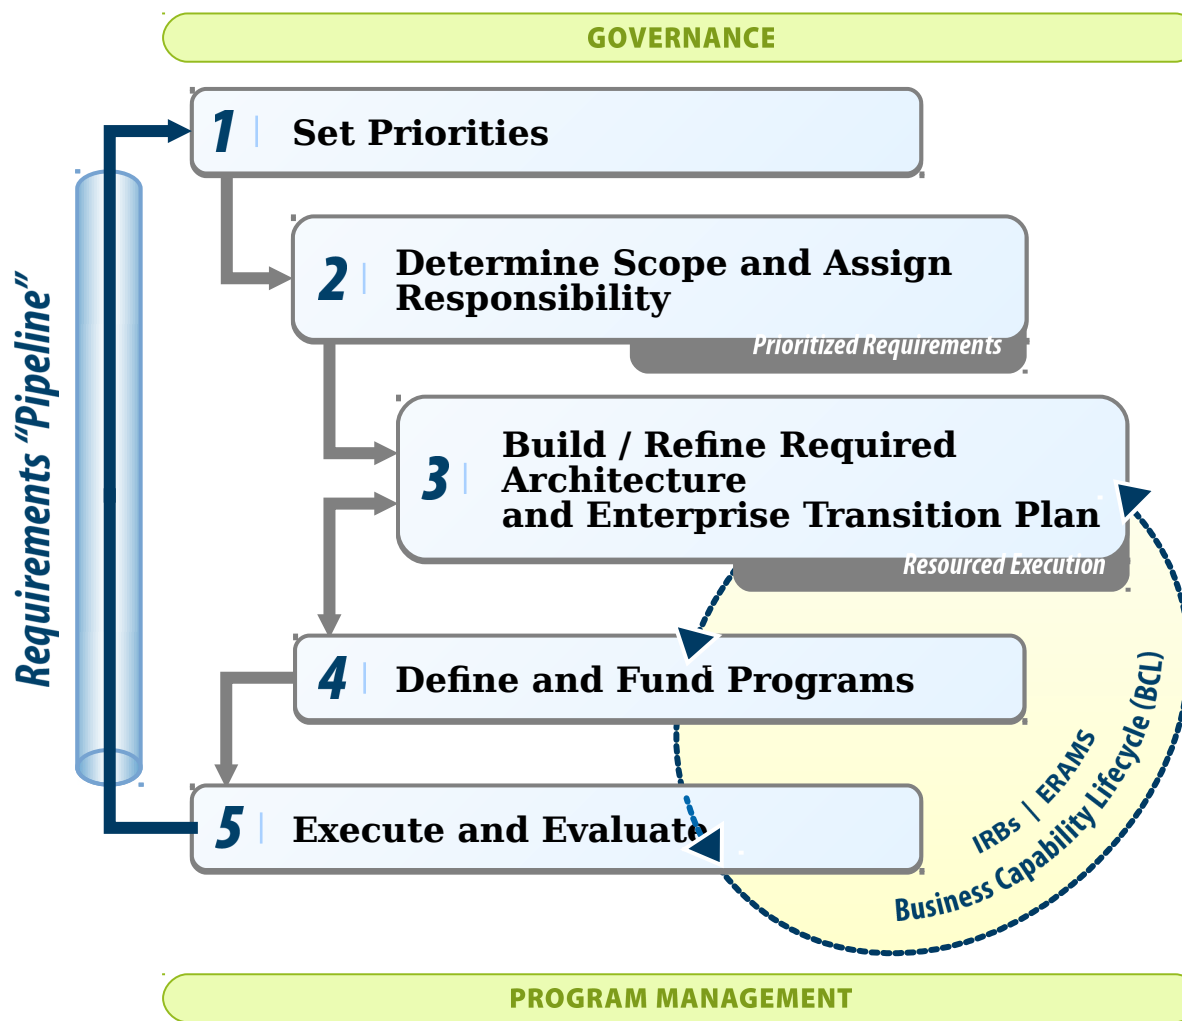 GOVERNANCE
1
Set Priorities
2
Determine Scope and Assign
Responsibility
Prioritized Requirements
3
Build / Refine Required
Architecture
and Enterprise Transition Plan
Resourced Execution
4
Define and Fund Programs
5
Execute and Evaluate
Requirements “Pipeline”
IRBs | ERAMS
Business Capability Lifecycle (BCL)
PROGRAM MANAGEMENT